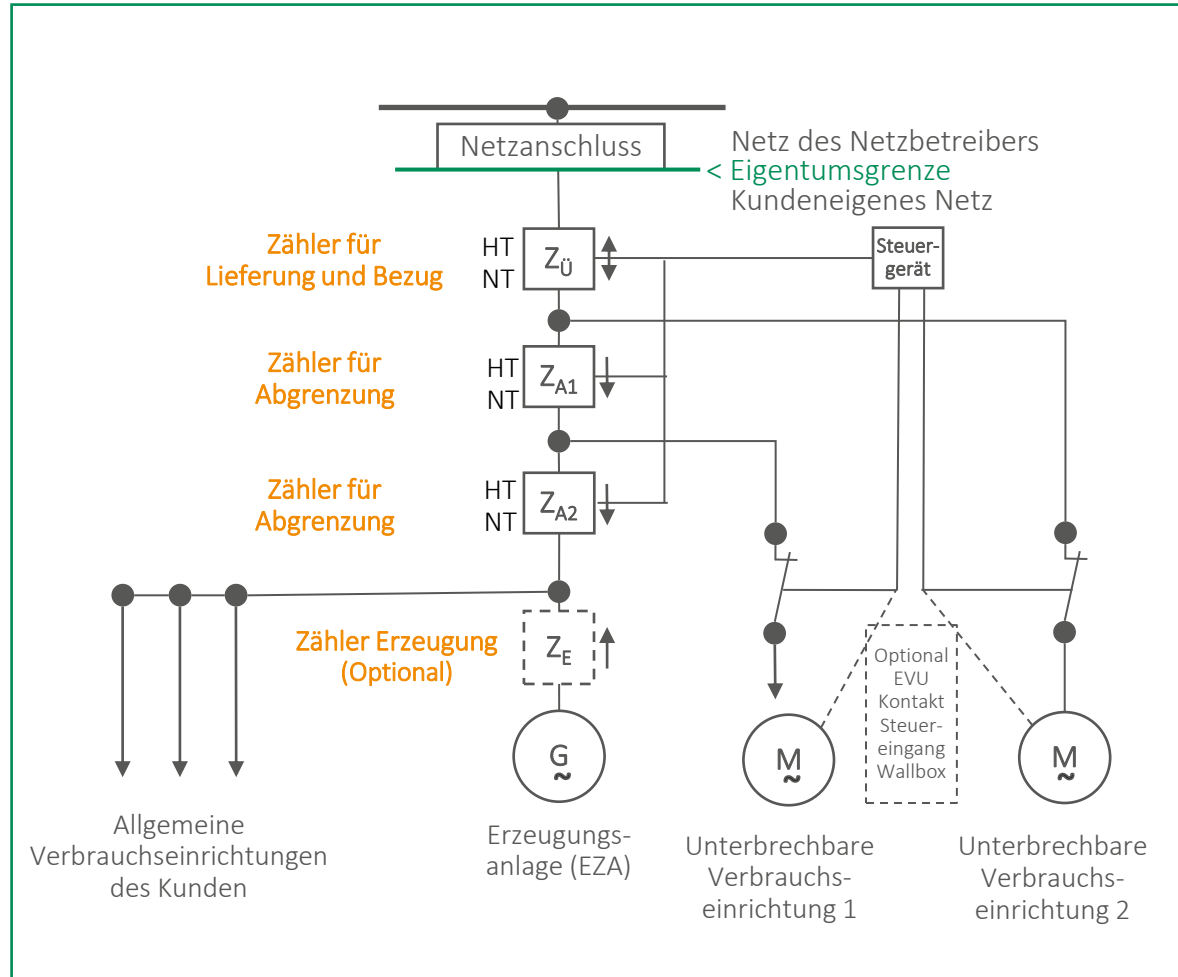 Netzanschluss
Netz des Netzbetreibers
< Eigentumsgrenze
Kundeneigenes Netz
Zähler für
Lieferung und Bezug
HT
NT
ZÜ
Steuer-
gerät
Zähler für
Abgrenzung
HT
NT
ZA1
Zähler für
Abgrenzung
HT
NT
ZA2
Zähler Erzeugung
(Optional)
ZE
Optional
EVU
Kontakt
Steuer-
eingang
Wallbox
G
~
M
~
M
~
Allgemeine
Verbrauchseinrichtungen
des Kunden
Erzeugungs-
anlage (EZA)
Unterbrechbare
Verbrauchs-
einrichtung 1
Unterbrechbare
Verbrauchs-
einrichtung 2